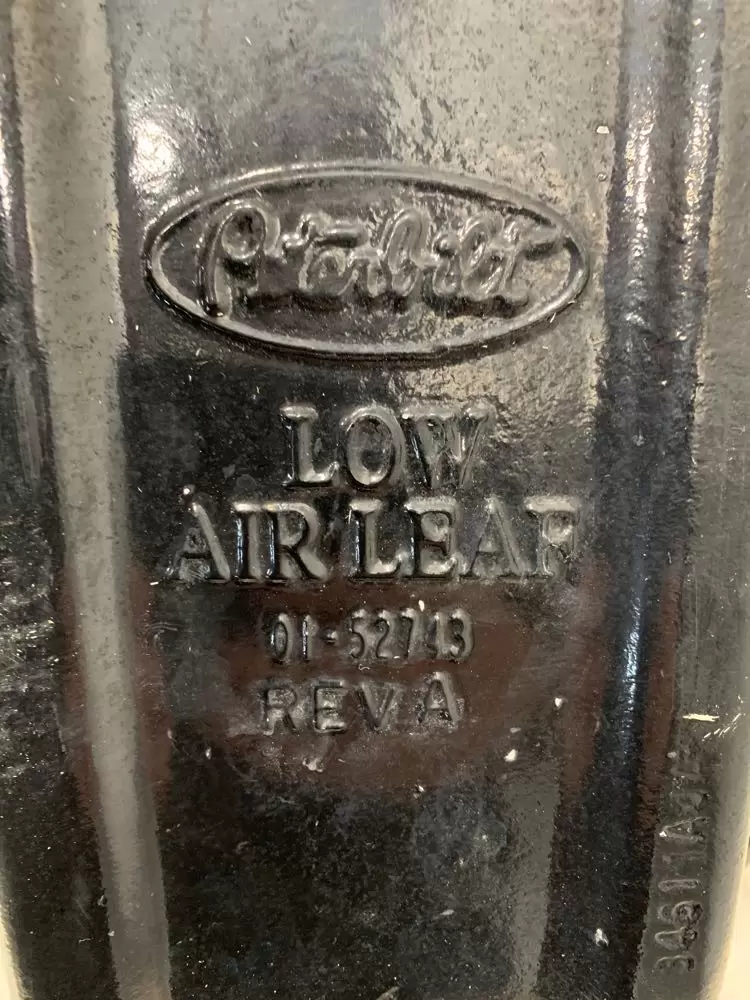 Peterbilt
LOW
AIR LEAF
01-52743
REV A